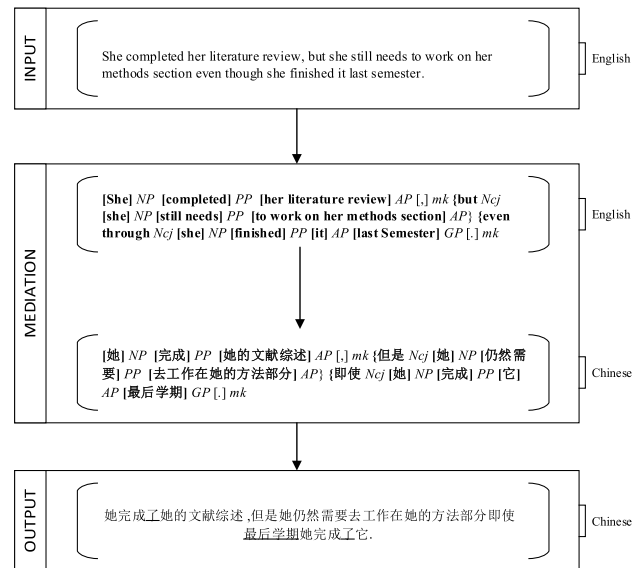 INPUT
She completed her literature review, but she still needs to work on her
methods section even though she finished it last semester.
English
MEDIATION
[She] NP [completed] PP [her literature review] AP [,] mk {but Ncj
[she] NP [still needs] PP [to work on her methods section] AP} {even
through Ncj [she] NP [finished] PP [it] AP [last Semester] GP [.] mk
English
[她] NP [完成] PP [她的文献综述] AP [,] mk {但是 Ncj [她] NP [仍然需
要] PP [去工作在她的方法部分] AP} {即使 Ncj [她] NP [完成] PP [它]
AP [最后学期] GP [.] mk
Chinese
OUTPUT
她完成了她的文献综述 ,但是她仍然需要去工作在她的方法部分即使
最后学期她完成了它.
Chinese